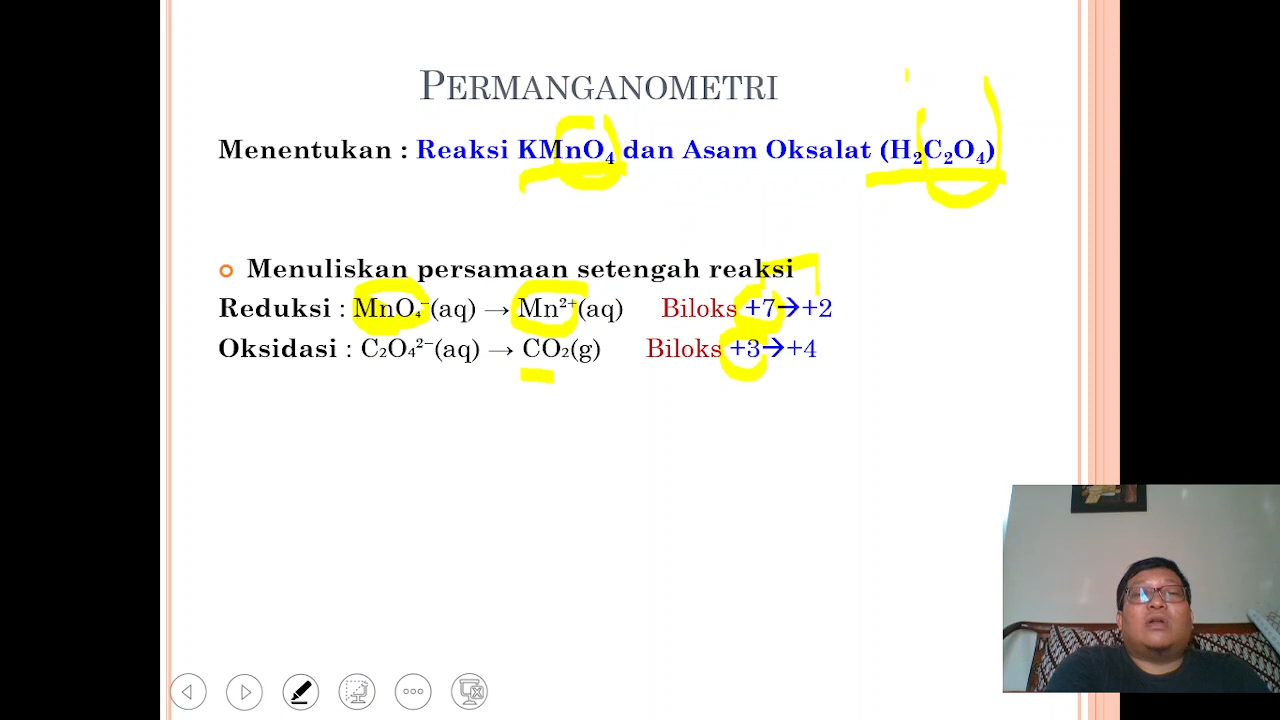 PERMANGANOMETRI
Menentukan : Reaksi KMnO₄ dan Asam Oksalat (H₂C₂O₄)
Menuliskan persamaan setengah reaksi
Reduksi : MnO₄⁻(aq) → Mn²⁺(aq) Biloks +7→+2
Oksidasi : C₂O₄²⁻(aq) → CO₂(g) Biloks +3→+4